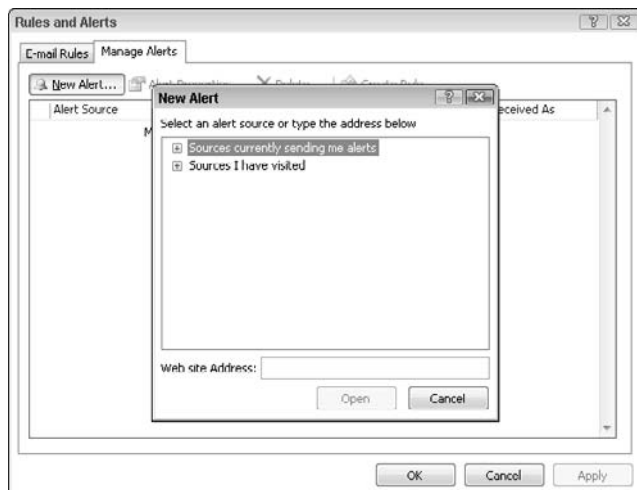 Rules and Alerts
E-mail Rules
Manage Alerts
New Alert...
Alert Source
New Alert
Select an alert source or type the address below
Sources currently sending me alerts
Sources I have visited
Web site Address:
Open
Cancel
OK
Cancel
Apply